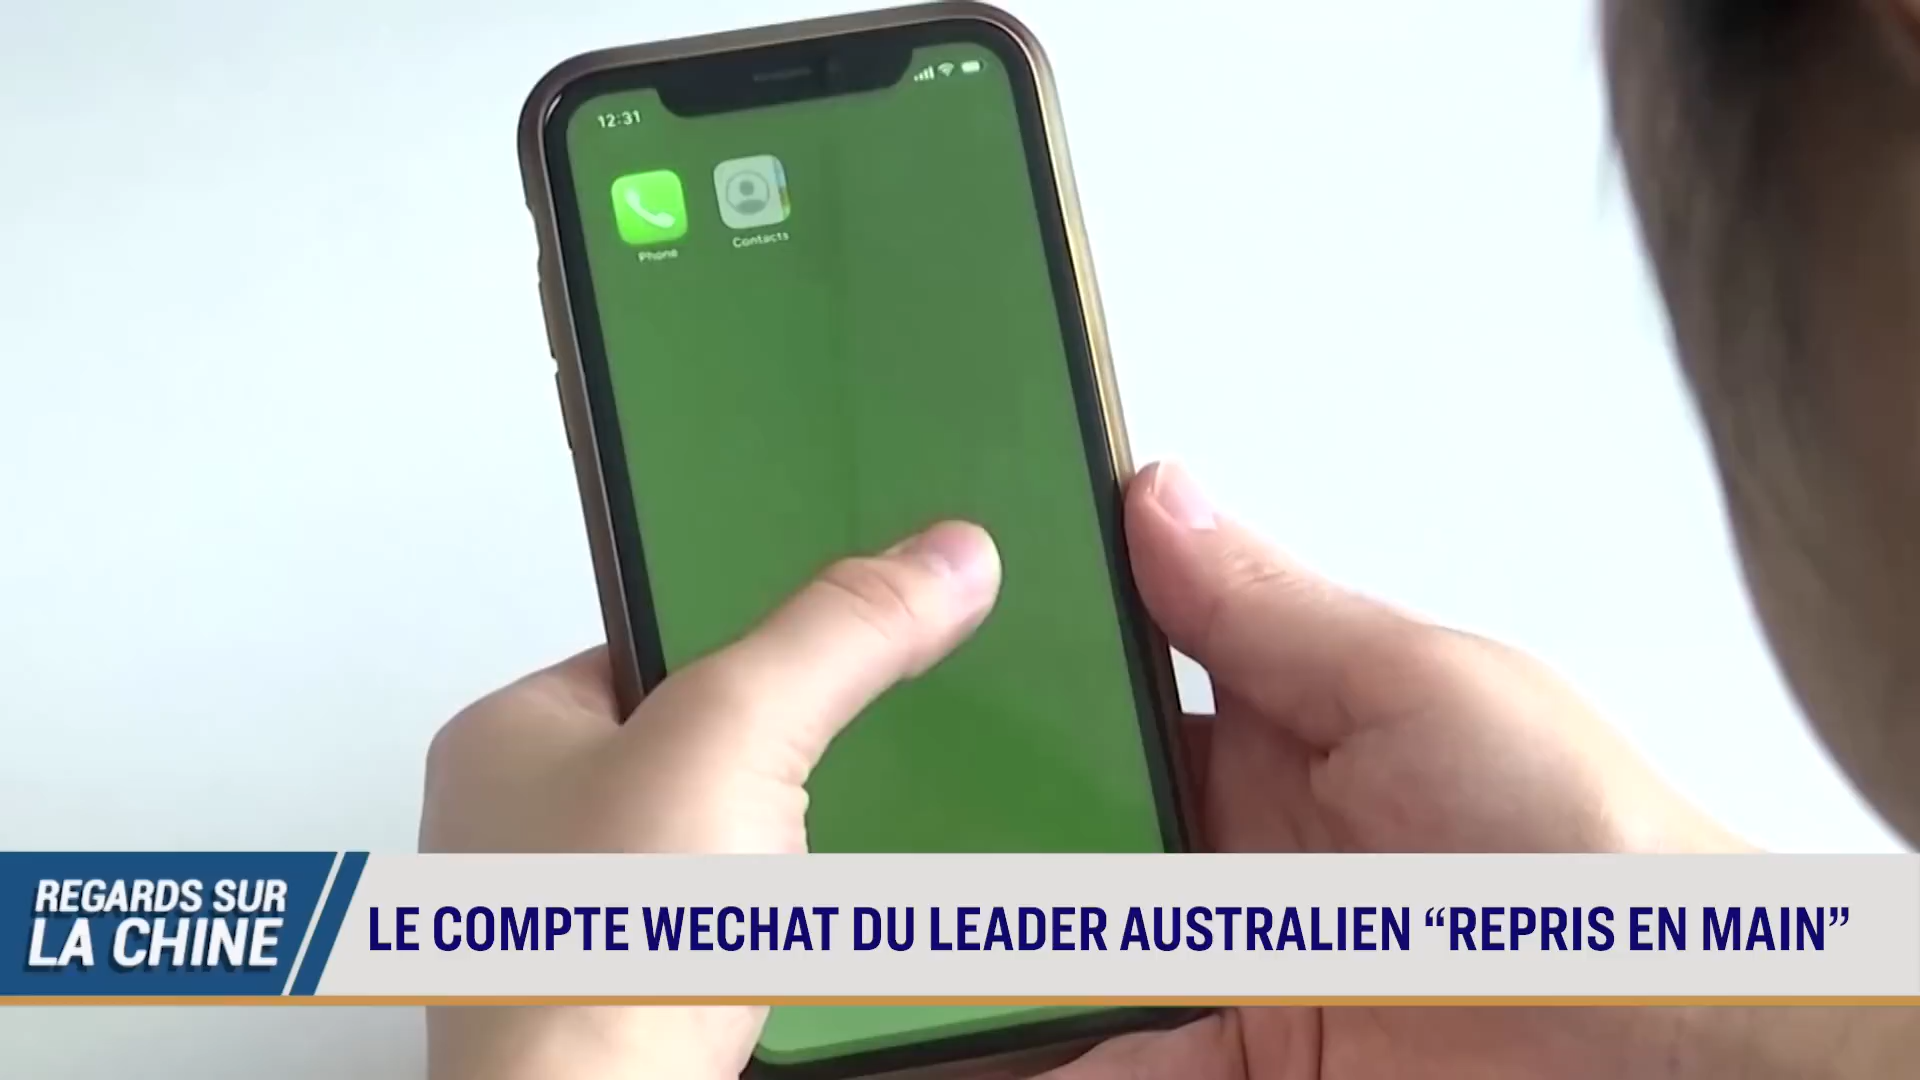 12:31
Phone
Contacts
REGARDS SUR
LA CHINE
LE COMPTE WECHAT DU LEADER AUSTRALIEN “REPRIS EN MAIN”